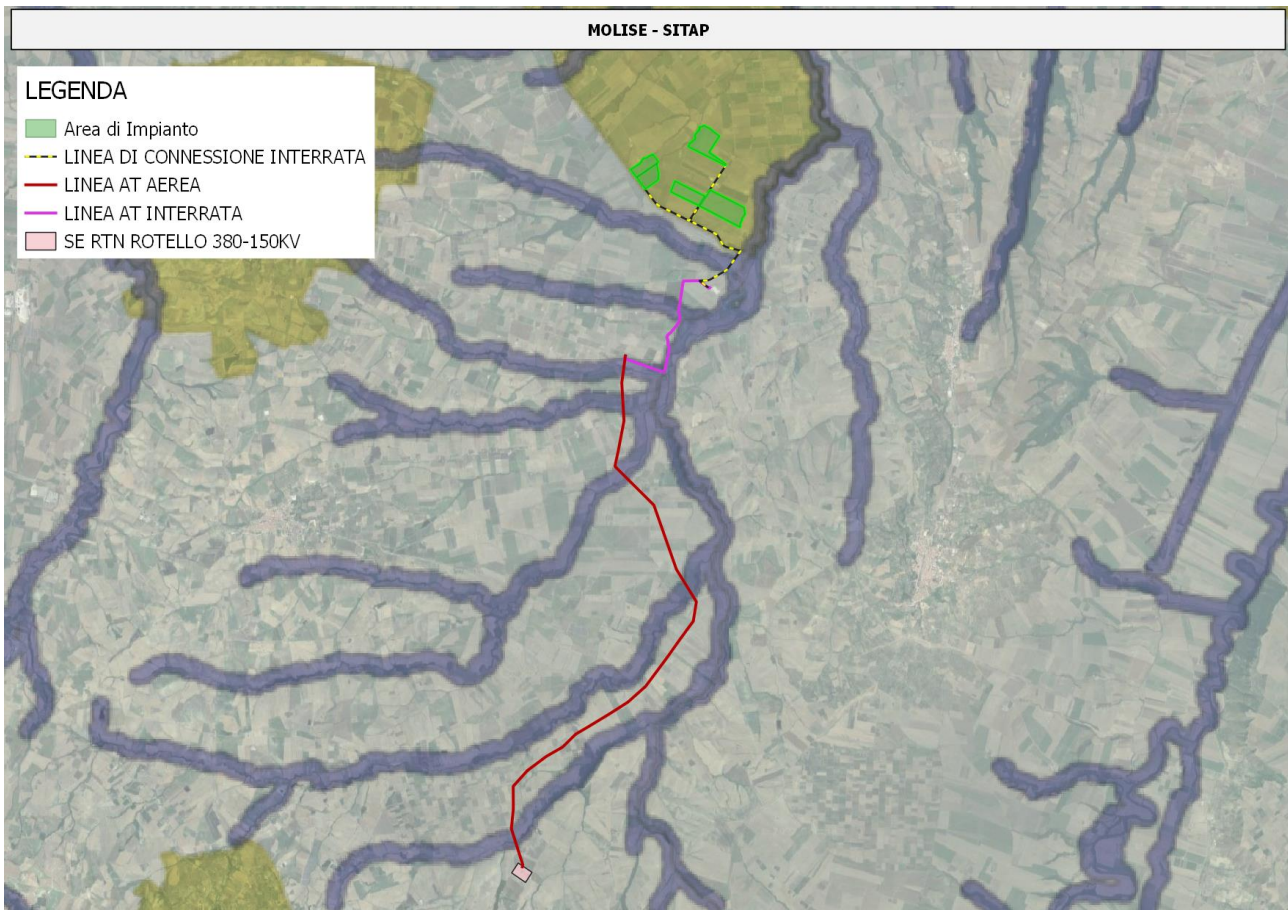 MOLISE - SITAP
LEGENDA
Area di Impianto
LINEA DI CONNESSIONE INTERRATA
LINEA AT AEREA
LINEA AT INTERRATA
SE RTN ROTELLO 380-150KV